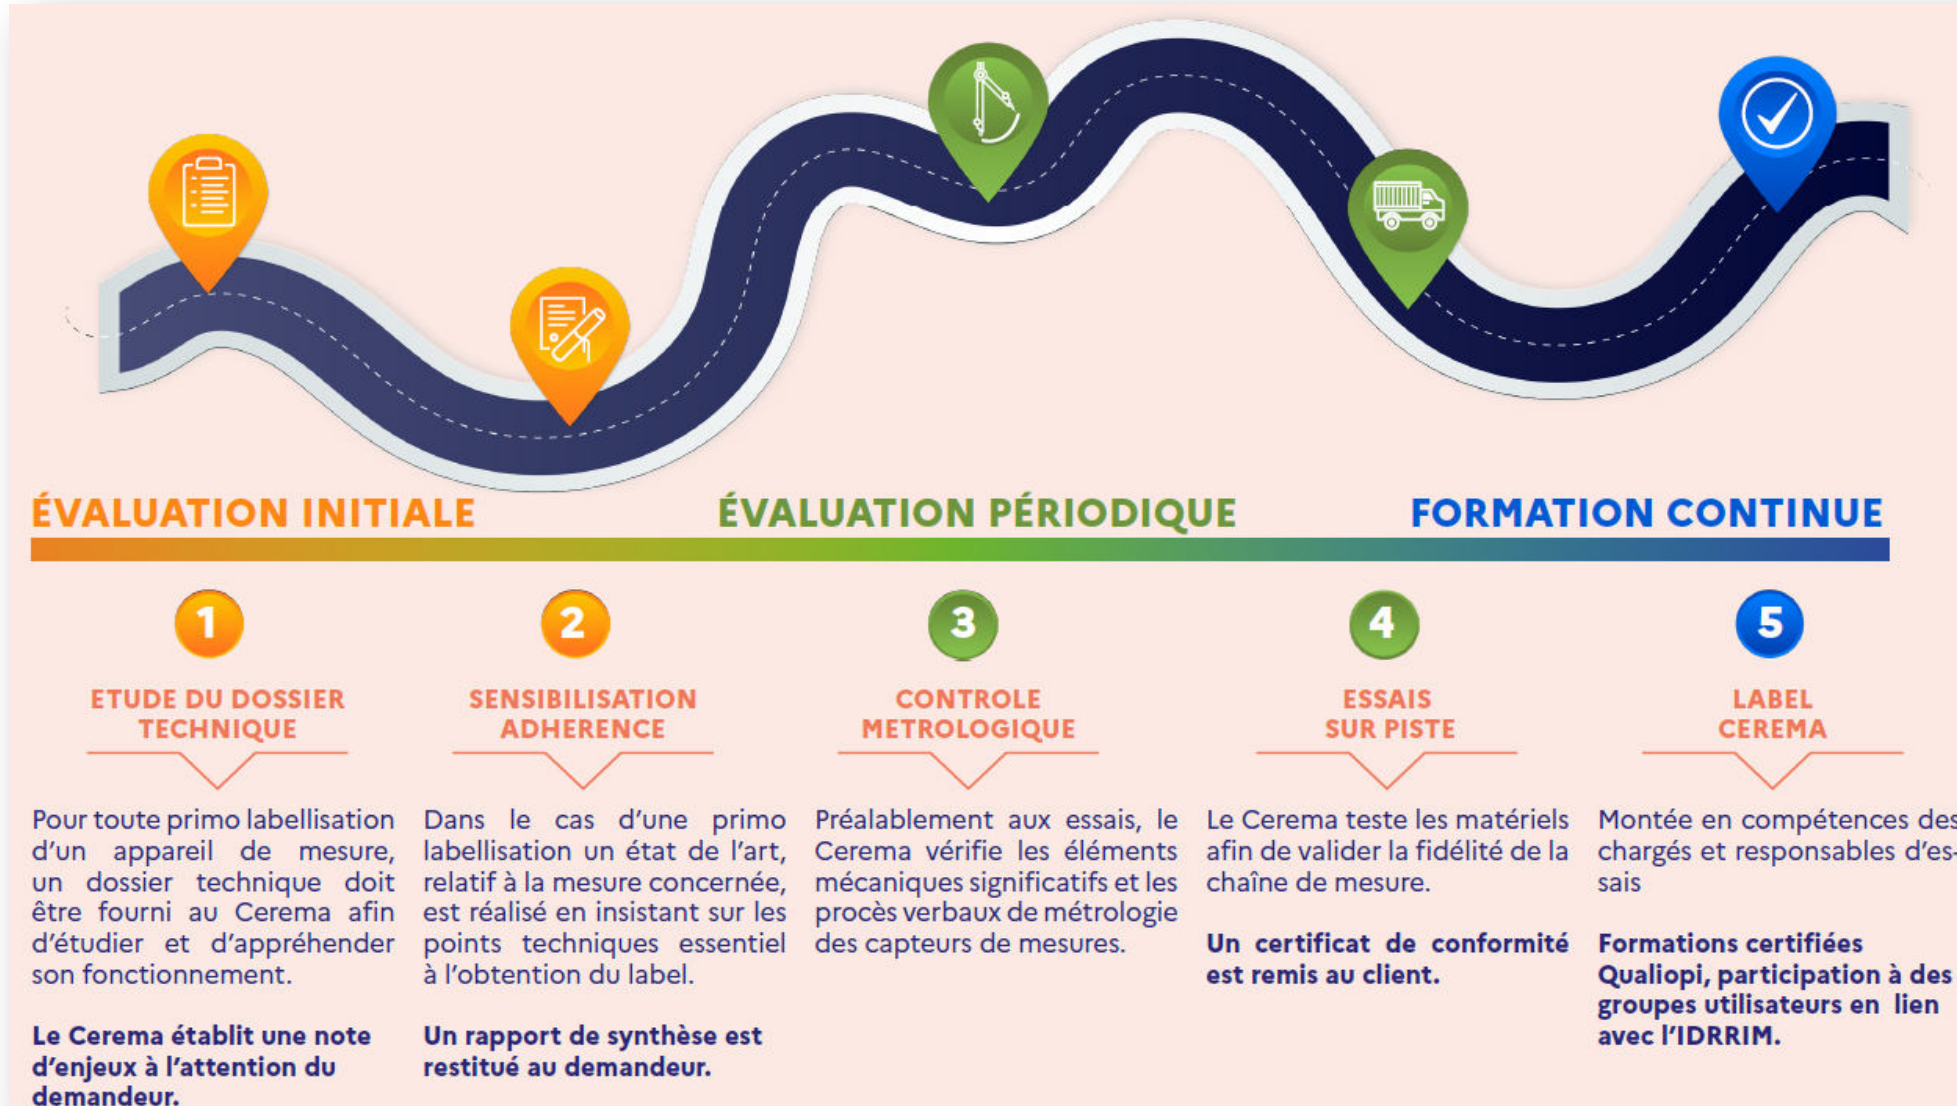 ÉVALUATION INITIALE
ÉVALUATION PÉRIODIQUE
FORMATION CONTINUE
1
ETUDE DU DOSSIER
TECHNIQUE
Pour toute primo labellisation
d'un appareil de mesure,
un dossier technique doit
être fourni au Cerema afin
d'étudier et d'appréhender
son fonctionnement.
Le Cerema établit une note
d'enjeux à l'attention du
demandeur.
2
SENSIBILISATION
ADHERENCE
Dans le cas d'une primo
labellisation un état de l'art,
relatif à la mesure concernée,
est réalisé en insistant sur les
points techniques essentiel
à l'obtention du label.
Un rapport de synthèse est
restitué au demandeur.
3
CONTROLE
METROLOGIQUE
Préalablement aux essais, le
Cerema vérifie les éléments
mécaniques significatifs et les
procès verbaux de métrologie
des capteurs de mesures.
4
ESSAIS
SUR PISTE
Le Cerema teste les matériels
afin de valider la fidélité de la
chaîne de mesure.
Un certificat de conformité
est remis au client.
5
LABEL
CEREMA
Montée en compétences des
chargés et responsables d'es-
sais
Formations certifiées
Qualiopi, participation à des
groupes utilisateurs en lien
avec l'IDRRIM.